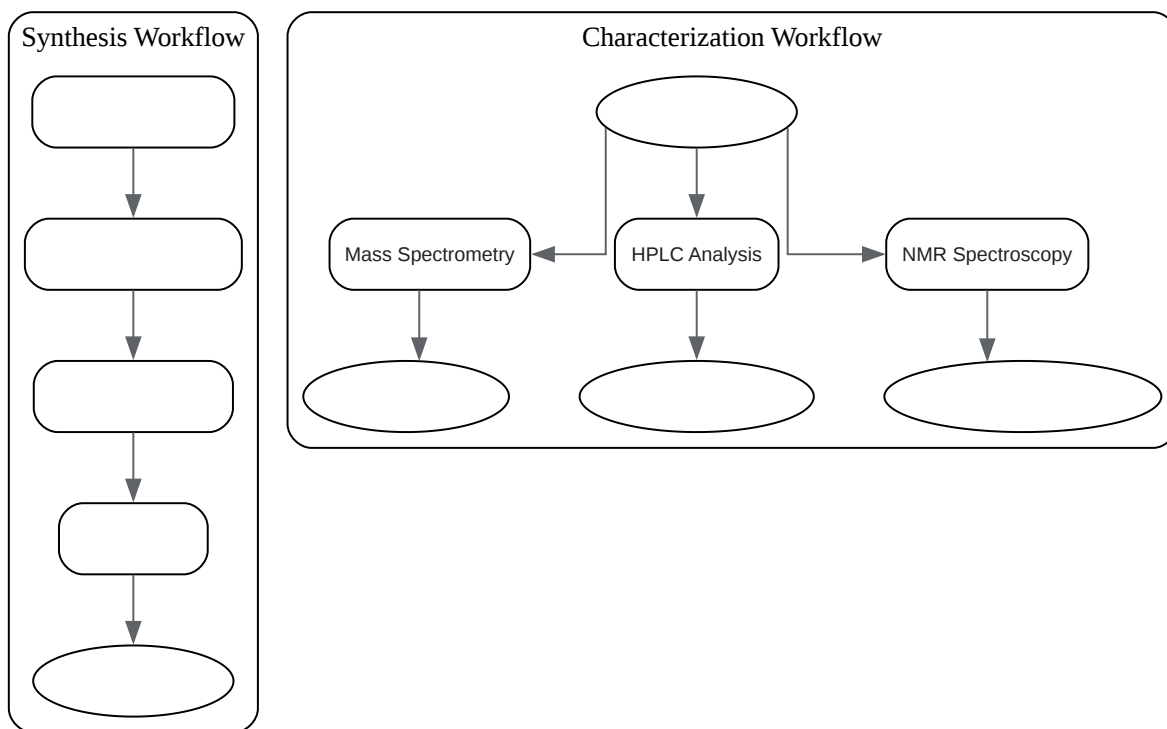 Synthesis Workflow
Characterization Workflow
Mass Spectrometry
HPLC Analysis
NMR Spectroscopy